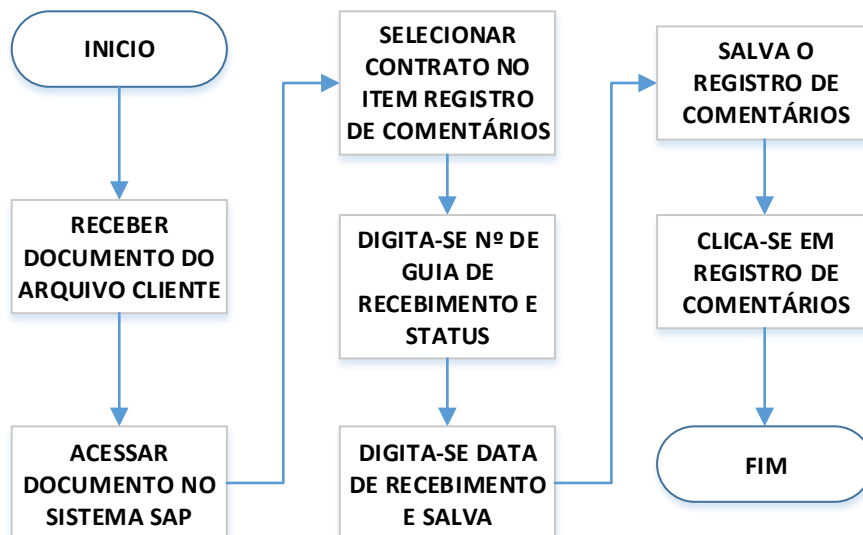 INICIO
RECEBER
DOCUMENTO DO
ARQUIVO CLIENTE
ACESSAR
DOCUMENTO NO
SISTEMA SAP
SELECIONAR
CONTRATO NO
ITEM REGISTRO
DE COMENTÁRIOS
DIGITA-SE Nº DE
GUIA DE
RECEBIMENTO E
STATUS
DIGITA-SE DATA
DE RECEBIMENTO
E SALVA
SALVA O
REGISTRO DE
COMENTÁRIOS
CLICA-SE EM
REGISTRO DE
COMENTÁRIOS
FIM